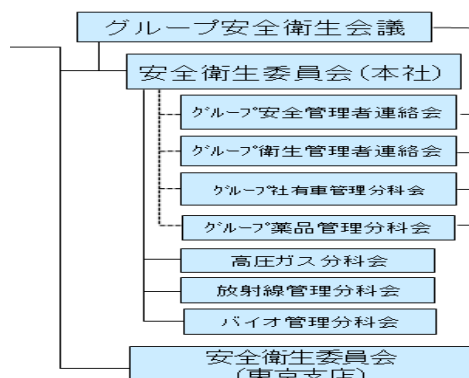 グループ安全衛生会議
安全衛生委員会(本社)
グループ安全管理者連絡会
グループ衛生管理者連絡会
グループ社有車管理分科会
グループ薬品管理分科会
高圧ガス分科会
放射線管理分科会
バイオ管理分科会
安全衛生委員会
(東京支店)